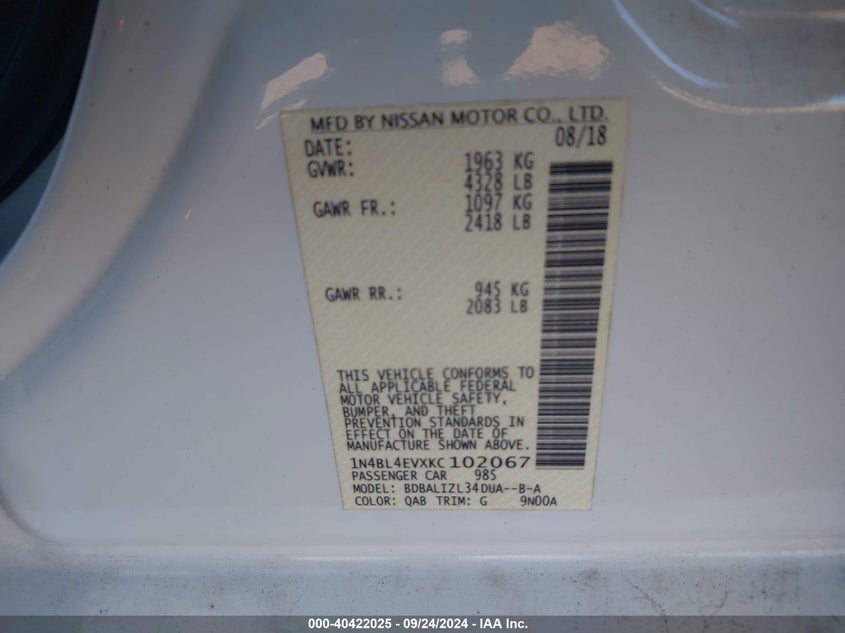 MFD BY NISSAN MOTOR CO., LTD.
DATE: 08/18
GVWR: 1963 KG
4328 LB
GAWR FR.: 1097 KG
2418 LB
GAWR RR.: 945 KG
2083 LB
THIS VEHICLE CONFORMS TO
ALL APPLICABLE FEDERAL
MOTOR VEHICLE SAFETY,
BUMPER, AND THEFT
PREVENTION STANDARDS IN
EFFECT ON THE DATE OF
MANUFACTURE SHOWN ABOVE.
1N4BL4EVXKC102067
PASSENGER CAR 985
MODEL: BDBALIZL34DUA--B-A
COLOR: QAB TRIM: G 9N00A
000-40422025 - 09/24/2024 - IAA Inc.